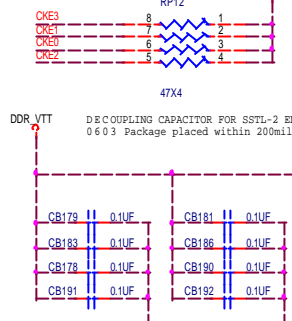 RP12
CKE3 8 1
CKE1 7 2
CKE0 6 3
CKE2 5 4
47X4
DDR_VTT DECOUPLING CAPACITOR FOR SSTL-2
0603 Package placed within 200mil
CB179 0.1UF CB181 0.1UF
CB183 0.1UF CB186 0.1UF
CB178 0.1UF CB190 0.1UF
CB191 0.1UF CB192 0.1UF